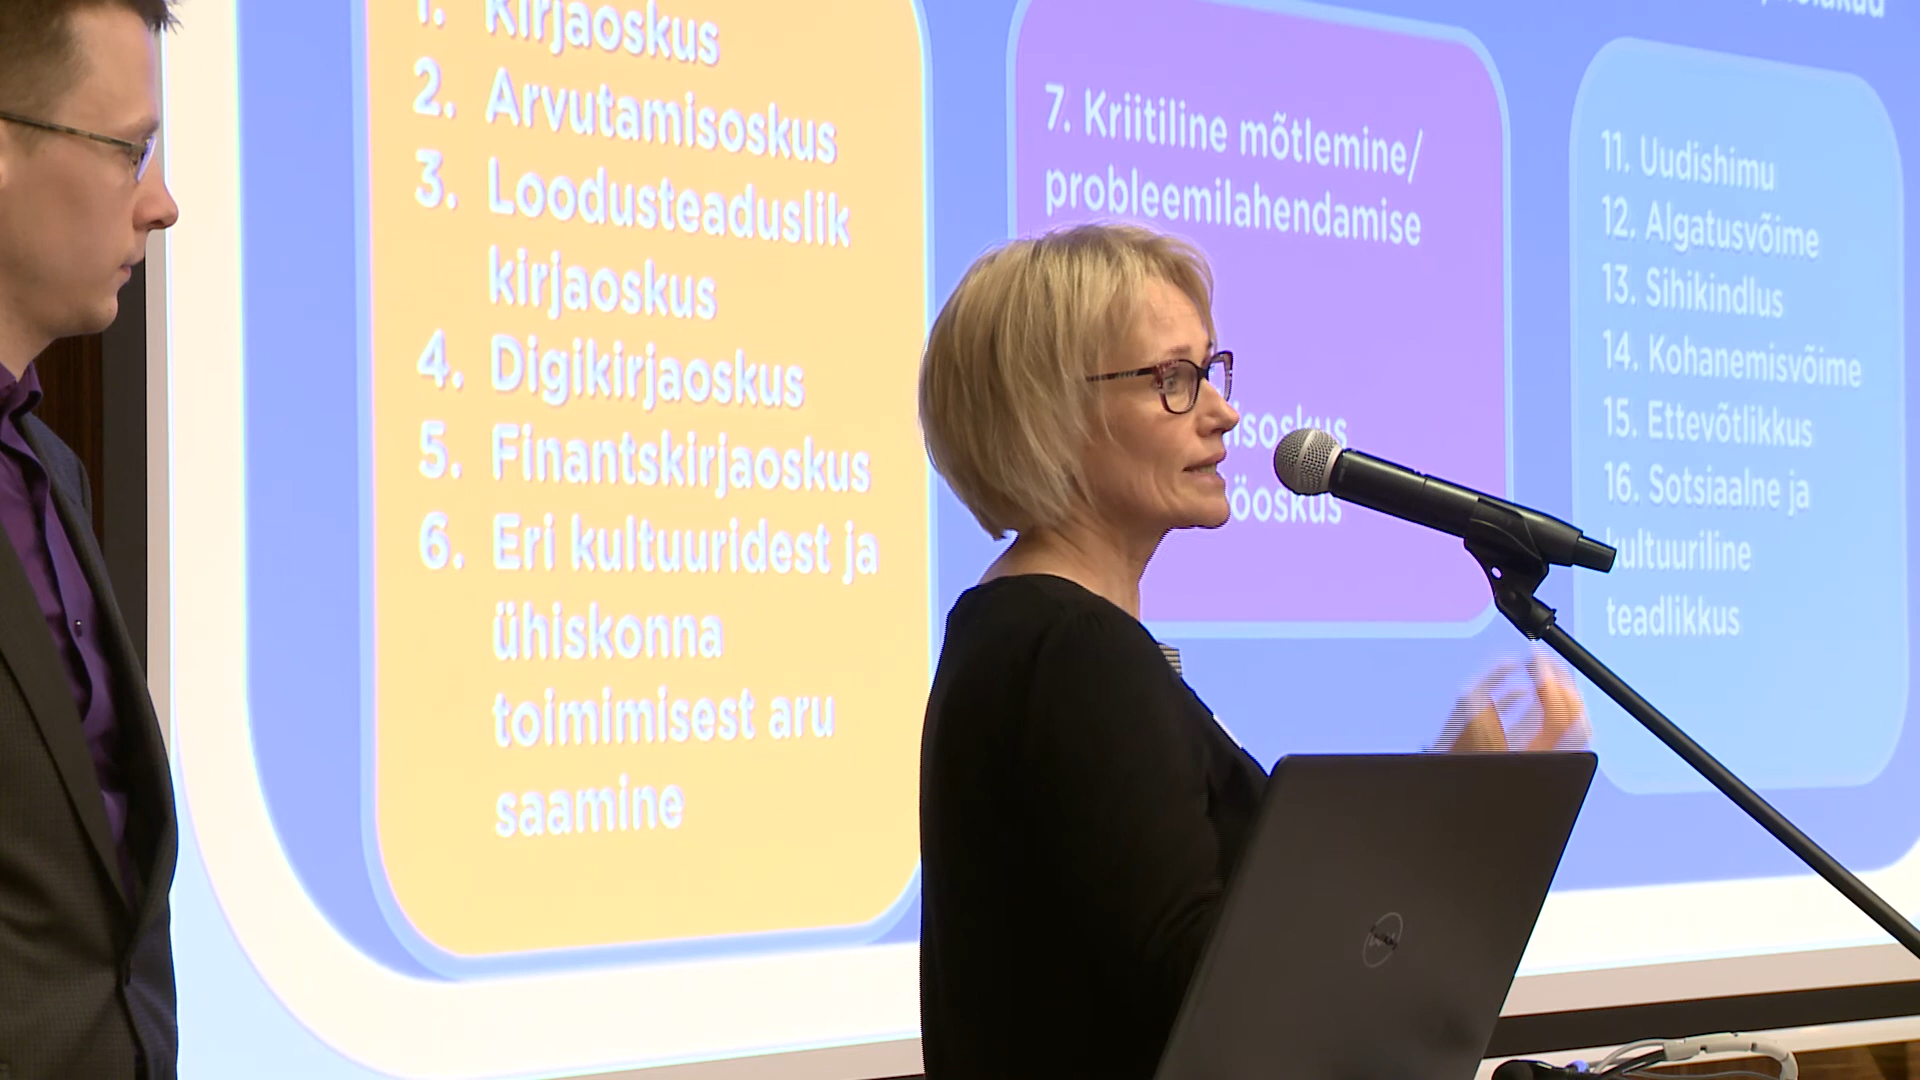 1. Kirjaoskus
2. Arvutamisoskus
3. Loodusteaduslik
kirjaoskus
4. Digikirjaoskus
5. Finantskirjaoskus
6. Eri kultuuridest ja
ühiskonna
toimimisest aru
saamine
7. Kriitiline mõtlemine/
probleemilahendamise
isoskus
öoskus
11. Uudishimu
12. Algatusvõime
13. Sihikindlus
14. Kohanemisvõime
15. Ettevõtlikkus
16. Sotsiaalne ja
kultuuriline
teadlikkus